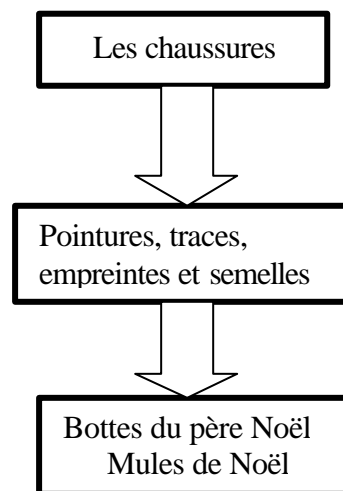 Les chaussures
Pointures, traces,
empreintes et semelles
Bottes du père Noël
Mules de Noël